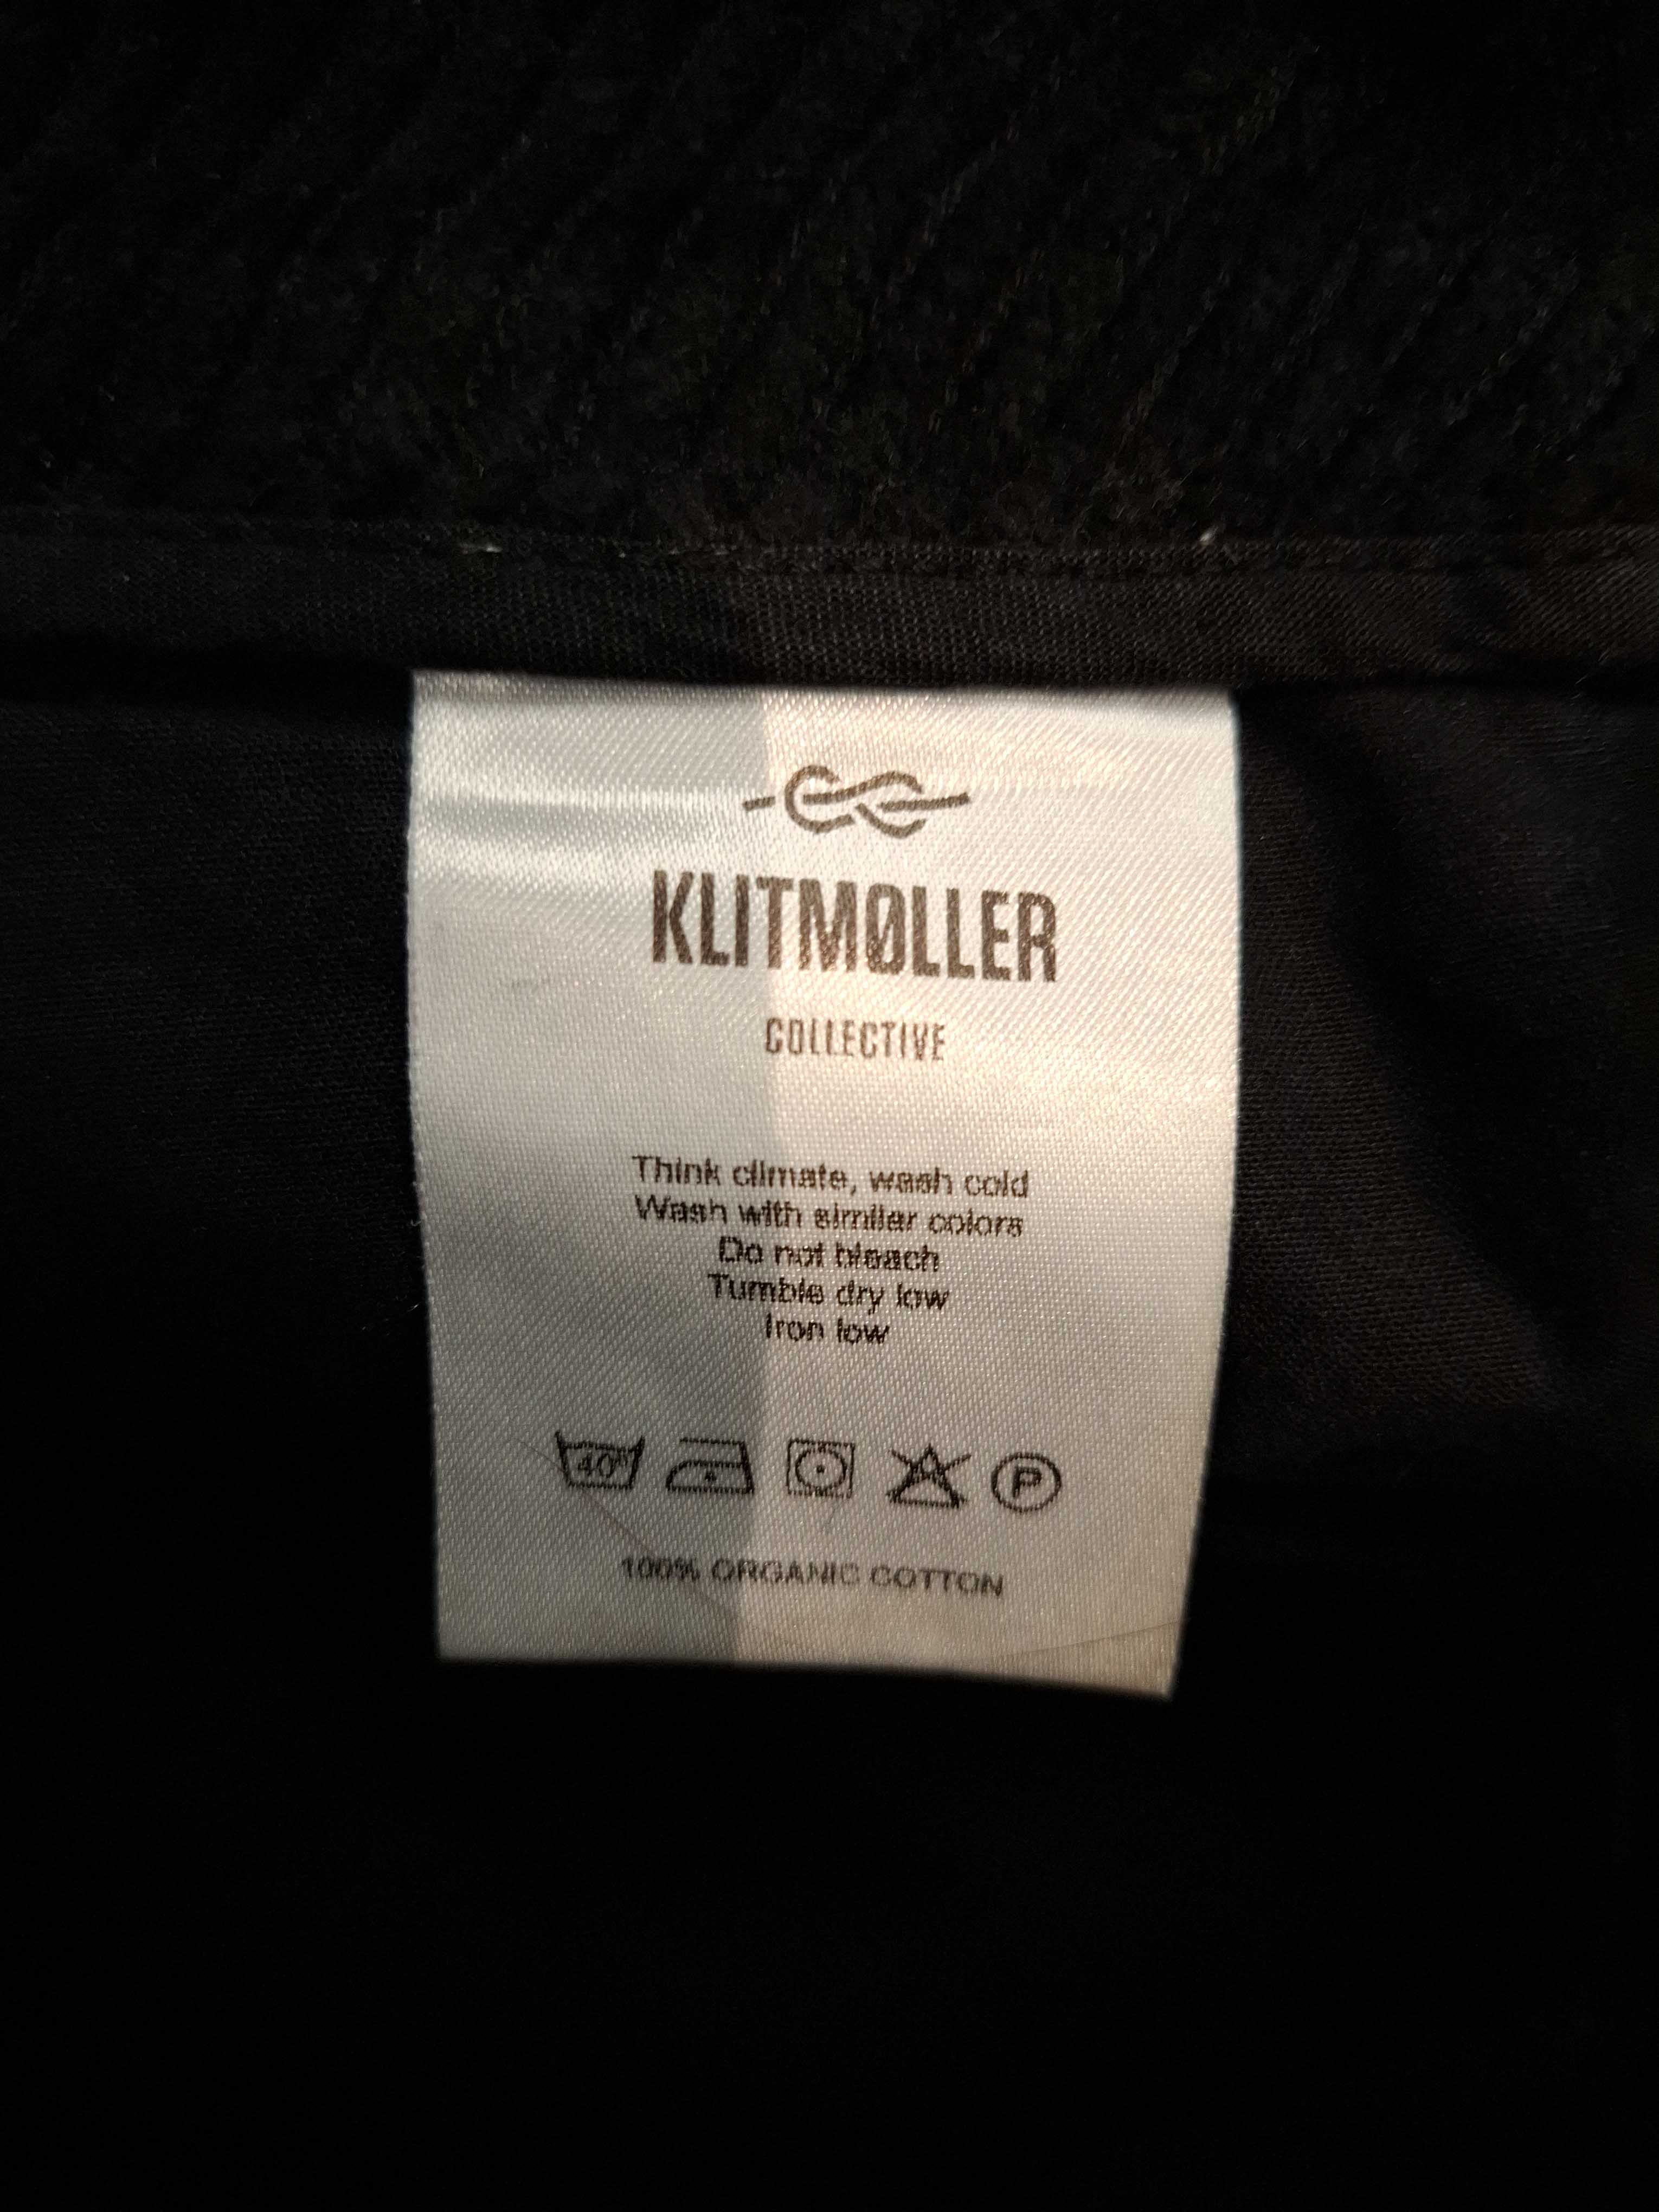 KLITMØLLER
COLLECTIVE
Think climate, wash cold
Wash with similar colors
Do not bleach
Tumble dry low
Iron low
40° P
100% ORGANIC COTTON